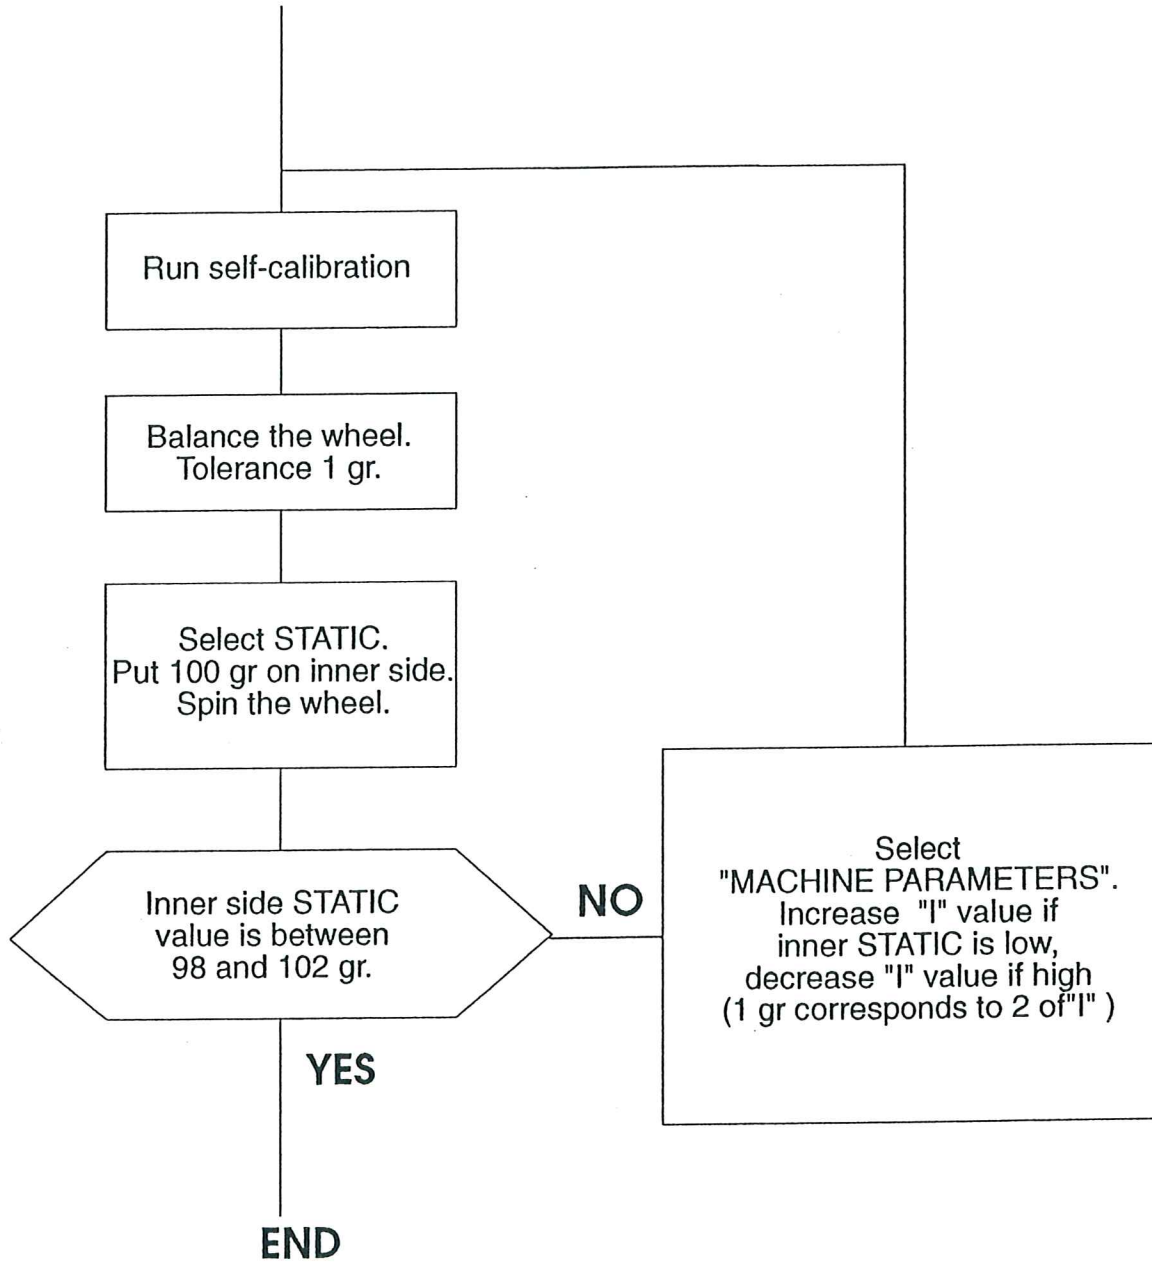 Run self-calibration
Balance the wheel.
Tolerance 1 gr.
Select STATIC.
Put 100 gr on inner side.
Spin the wheel.
Inner side STATIC
value is between
98 and 102 gr.
NO
Select
"MACHINE PARAMETERS".
Increase "I" value if
inner STATIC is low,
decrease "I" value if high
(1 gr corresponds to 2 of"I" )
YES
END